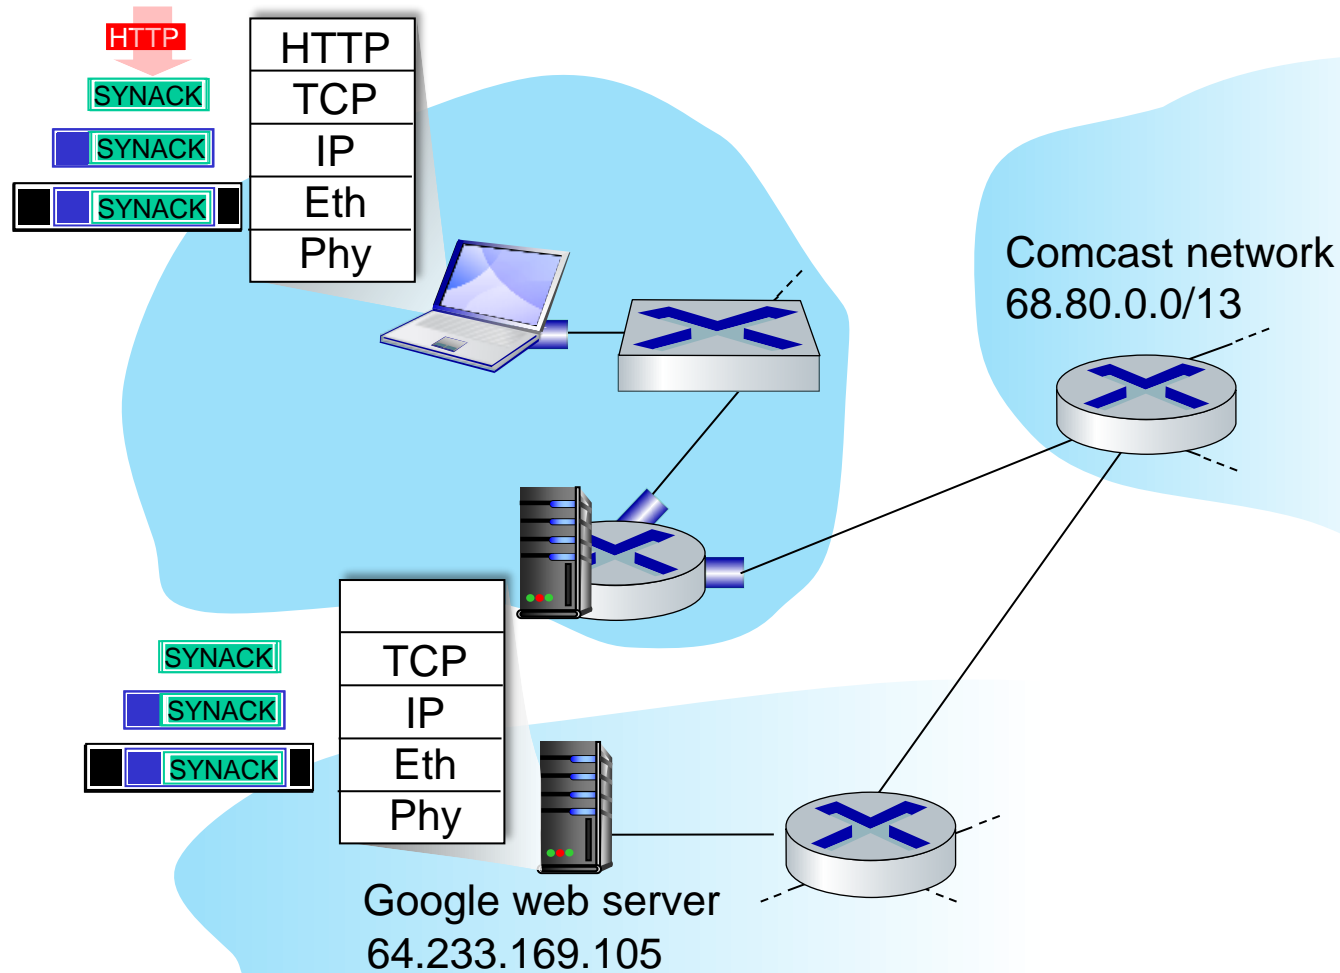 HTTP
SYNACK
SYNACK
SYNACK
HTTP
TCP
IP
Eth
Phy
Comcast network
68.80.0.0/13
SYNACK
SYNACK
SYNACK
TCP
IP
Eth
Phy
Google web server
64.233.169.105